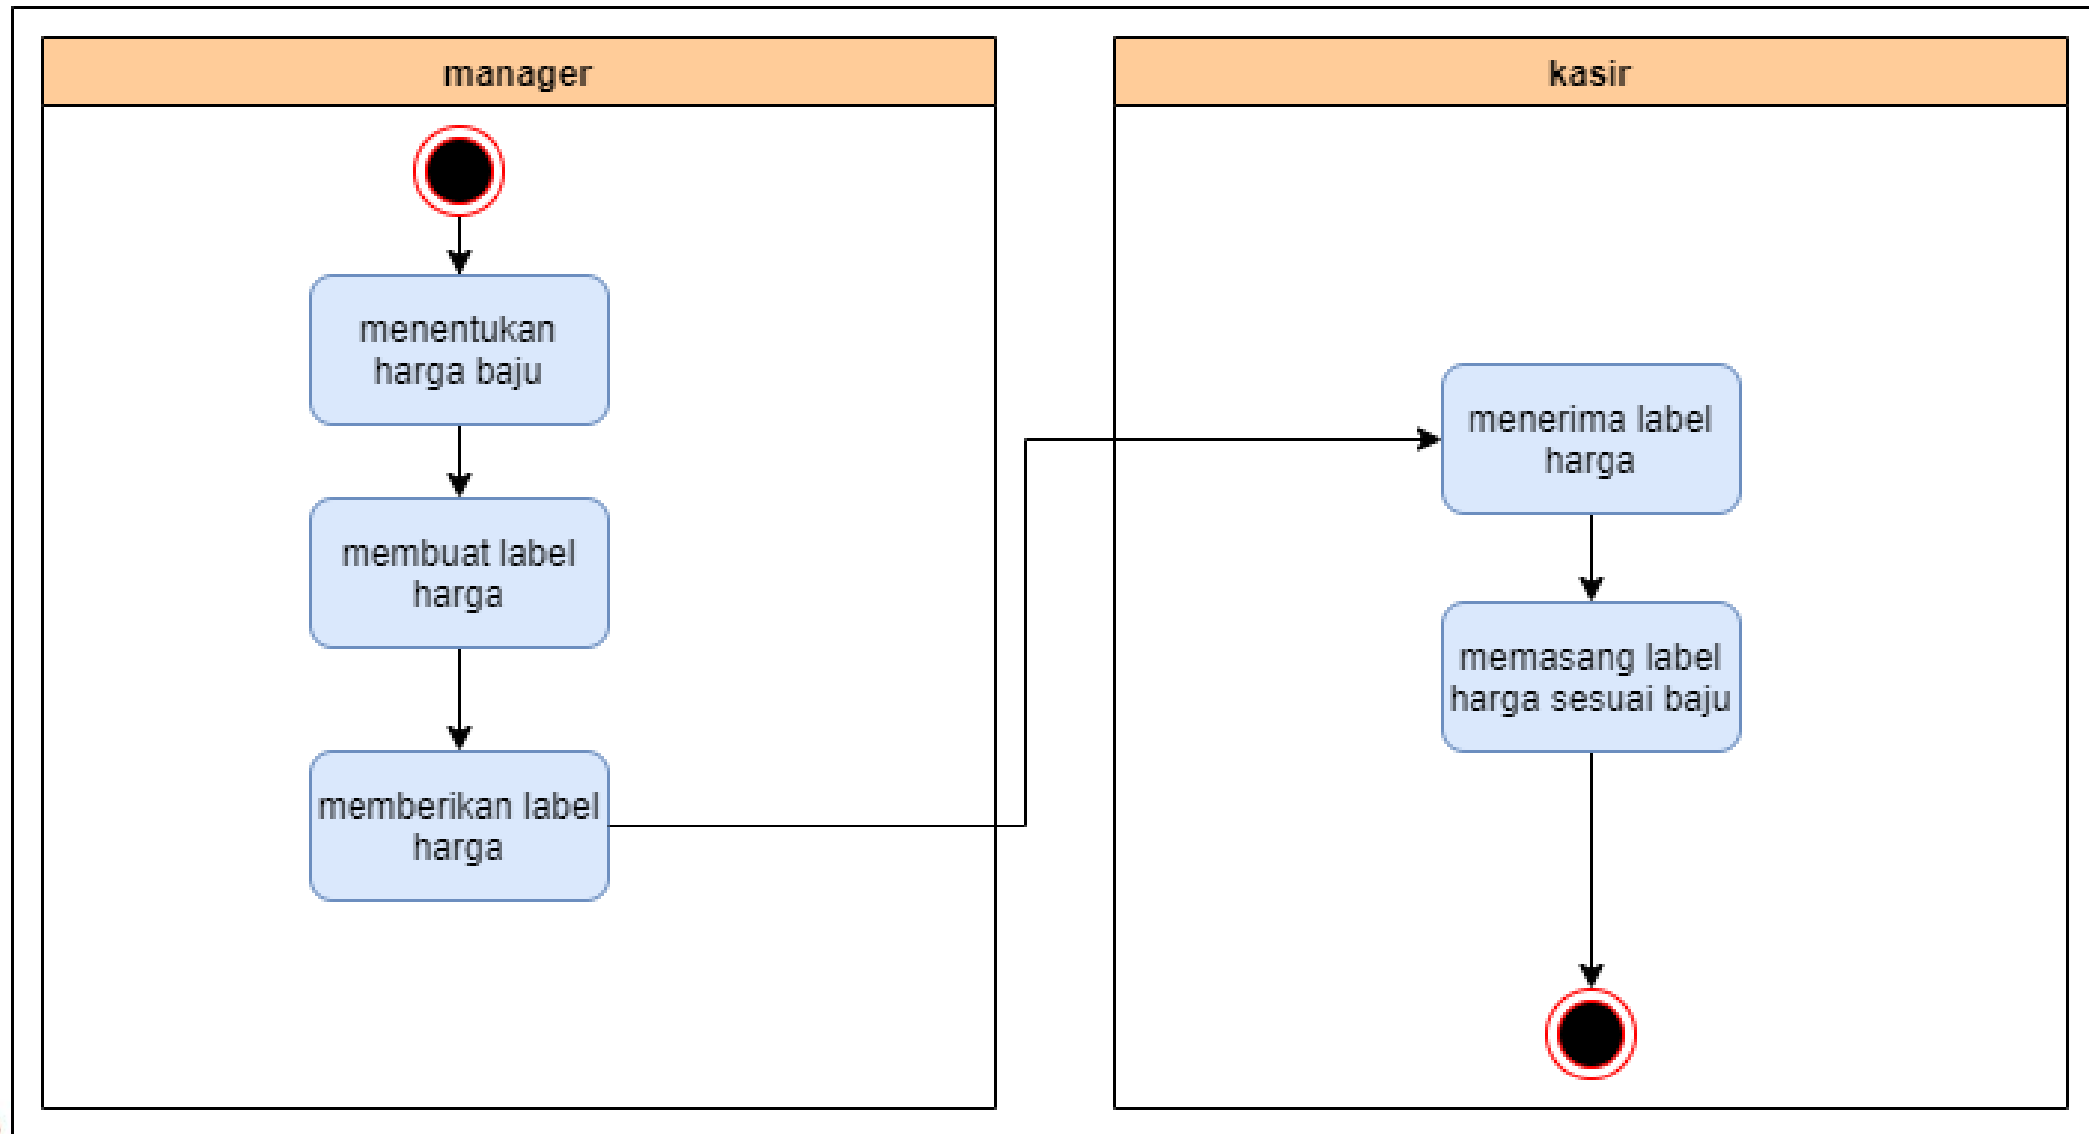 manager
menentukan
harga baju
membuat label
harga
memberikan label
harga
kasir
menerima label
harga
memasang label
harga sesuai baju